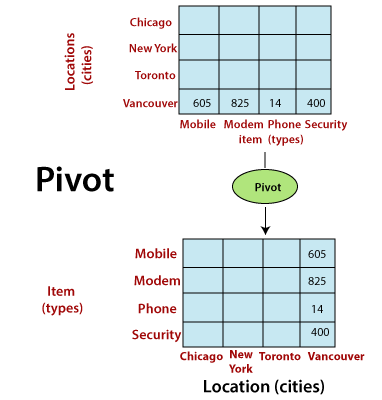 Locations
(cities)
Chicago
New York
Toronto
Vancouver 605 825 14 400
Mobile Modem Phone Security
item (types)
Pivot
Pivot
Item
(types)
Mobile 605
Modem 825
Phone 14
Security 400
Chicago New York Toronto Vancouver
Location (cities)